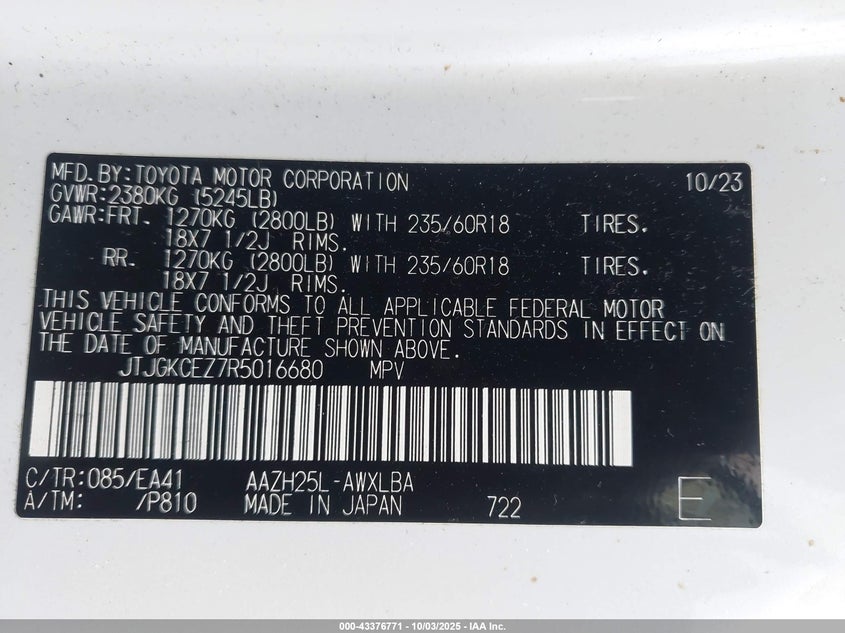 MFD.BY:TOYOTA MOTOR CORPORATION 10/23
GVWR:2380KG (5245LB)
GAWR:FRT. 1270KG (2800LB) WITH 235/60R18 TIRES.
18X7 1/2J RIMS.
RR. 1270KG (2800LB) WITH 235/60R18 TIRES.
18X7 1/2J RIMS.
THIS VEHICLE CONFORMS TO ALL APPLICABLE FEDERAL MOTOR
VEHICLE SAFETY AND THEFT PREVENTION STANDARDS IN EFFECT ON
THE DATE OF MANUFACTURE SHOWN ABOVE.
JTJGKCEZ7R5016680 MPV
C/TR:085/EA41 AAZH25L-AWXLBA
A/TM: /P810 MADE IN JAPAN 722 E
000-43376771 - 10/03/2025 - IAA Inc.